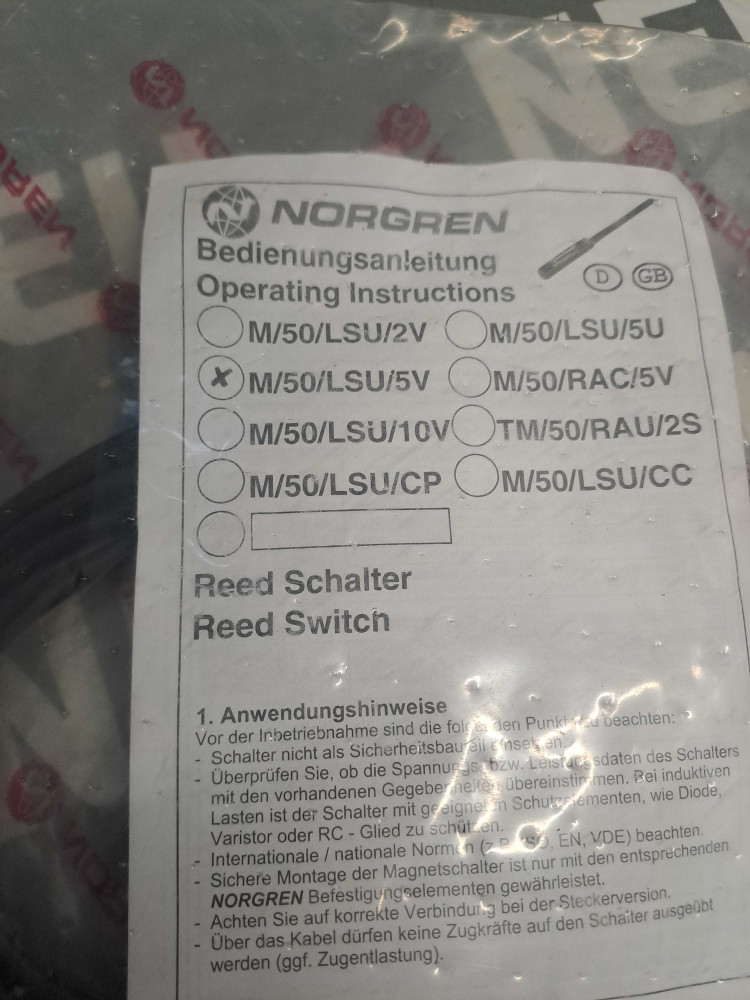 NORGREN
Bedienungsanleitung
Operating Instructions
D GB
M/50/LSU/2V M/50/LSU/5U
x M/50/LSU/5V M/50/RAC/5V
M/50/LSU/10V TM/50/RAU/2S
M/50/LSU/CP M/50/LSU/CC
Reed Schalter
Reed Switch
1. Anwendungshinweise
Vor der Inbetriebnahme sind die folgenden Punkte zu beachten:
- Schalter nicht als Sicherheitsbauteil einsetzen.
- Überprüfen Sie, ob die Spannungs- bzw. Leistungsdaten des Schalters
mit den vorhandenen Gegebenheiten übereinstimmen. Bei induktiven
Lasten ist der Schalter mit geeigneten Schutzelementen, wie Diode,
Varistor oder RC - Glied zu schützen.
- Internationale / nationale Normen (z.B. ISO, EN, VDE) beachten.
- Sichere Montage der Magnetschalter ist nur mit den entsprechenden
NORGREN Befestigungselementen gewährleistet.
- Achten Sie auf korrekte Verbindung bei der Steckerversion.
- Über das Kabel dürfen keine Zugkräfte auf den Schalter ausgeübt
werden (ggf. Zugentlastung).